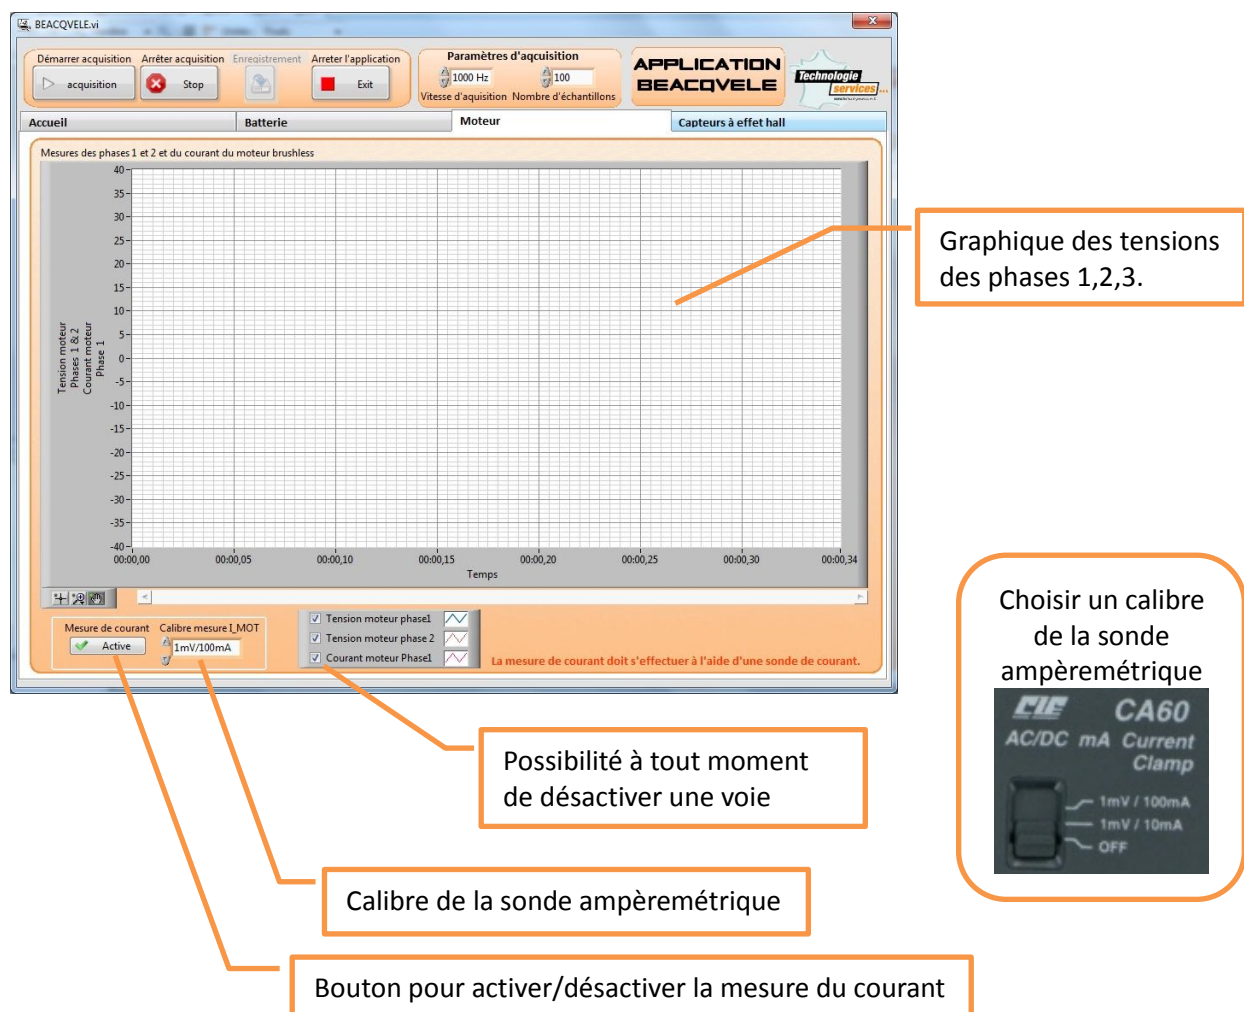 BEACQVELE.vi
Démarrer acquisition Arrêter acquisition Enregistrement Arreter l'application
acquisition Stop Exit
Paramètres d'aqcuisition
1000 Hz 100
Vitesse d'aquisition Nombre d'échantillons
APPLICATION
BEACQVELE
Technologie
services
Accueil Batterie Moteur Capteurs à effet hall
Mesures des phases 1 et 2 et du courant du moteur brushless
40
35
30
25
20
15
10
5
0
-5
-10
-15
-20
-25
-30
-35
-40
Tension moteur
Phases 1 & 2
Courant moteur
Phase 1
00:00,00 00:00,05 00:00,10 00:00,15 00:00,20 00:00,25 00:00,30 00:00,34
Temps
Mesure de courant Calibre mesure I_MOT
Active 1mV/100mA
Tension moteur phase1
Tension moteur phase 2
Courant moteur Phase1
La mesure de courant doit s'effectuer à l'aide d'une sonde de courant.
Graphique des tensions
des phases 1,2,3.
Choisir un calibre
de la sonde
ampèremétrique
CIE CA60
AC/DC mA Current
Clamp
1mV / 100mA
1mV / 10mA
OFF
Possibilité à tout moment
de désactiver une voie
Calibre de la sonde ampèremétrique
Bouton pour activer/désactiver la mesure du courant